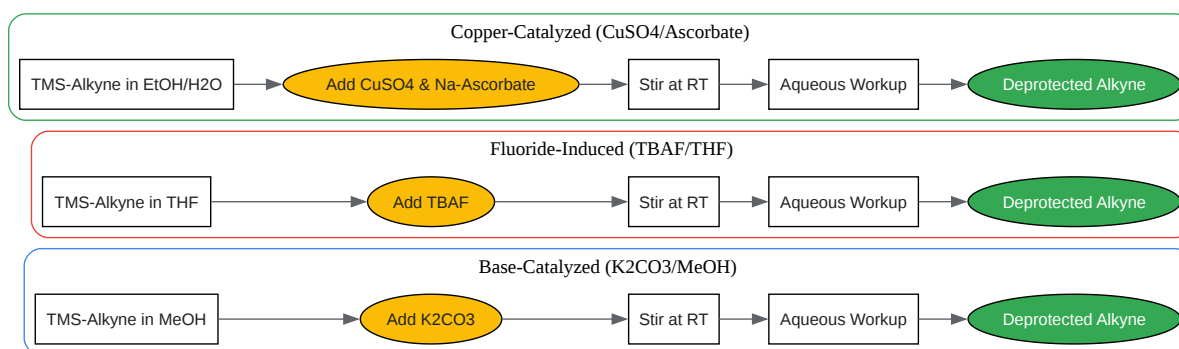 Copper-Catalyzed (CuSO4/Ascorbate)
TMS-Alkyne in EtOH/H2O
Add CuSO4 & Na-Ascorbate
Stir at RT
Aqueous Workup
Deprotected Alkyne
Fluoride-Induced (TBAF/THF)
TMS-Alkyne in THF
Add TBAF
Stir at RT
Aqueous Workup
Deprotected Alkyne
Base-Catalyzed (K2CO3/MeOH)
TMS-Alkyne in MeOH
Add K2CO3
Stir at RT
Aqueous Workup
Deprotected Alkyne